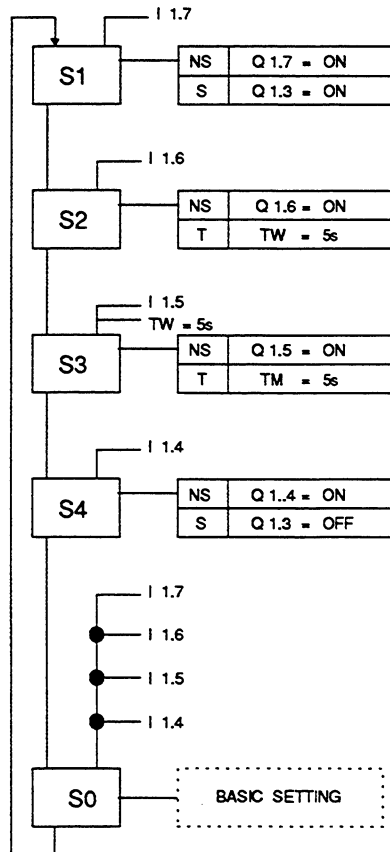 I 1.7
S1
NS Q 1.7 = ON
S Q 1.3 = ON
I 1.6
S2
NS Q 1.6 = ON
T TW = 5s
I 1.5
TW = 5s
S3
NS Q 1.5 = ON
T TM = 5s
I 1.4
S4
NS Q 1..4 = ON
S Q 1.3 = OFF
I 1.7
I 1.6
I 1.5
I 1.4
S0
BASIC SETTING